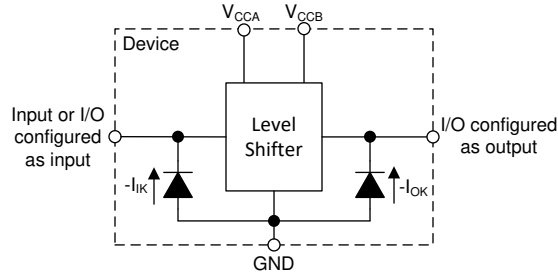 VCCA VCCB
Device
Input or I/O
configured
as input
Level
Shifter
I/O configured
as output
-IIK
-IOK
GND